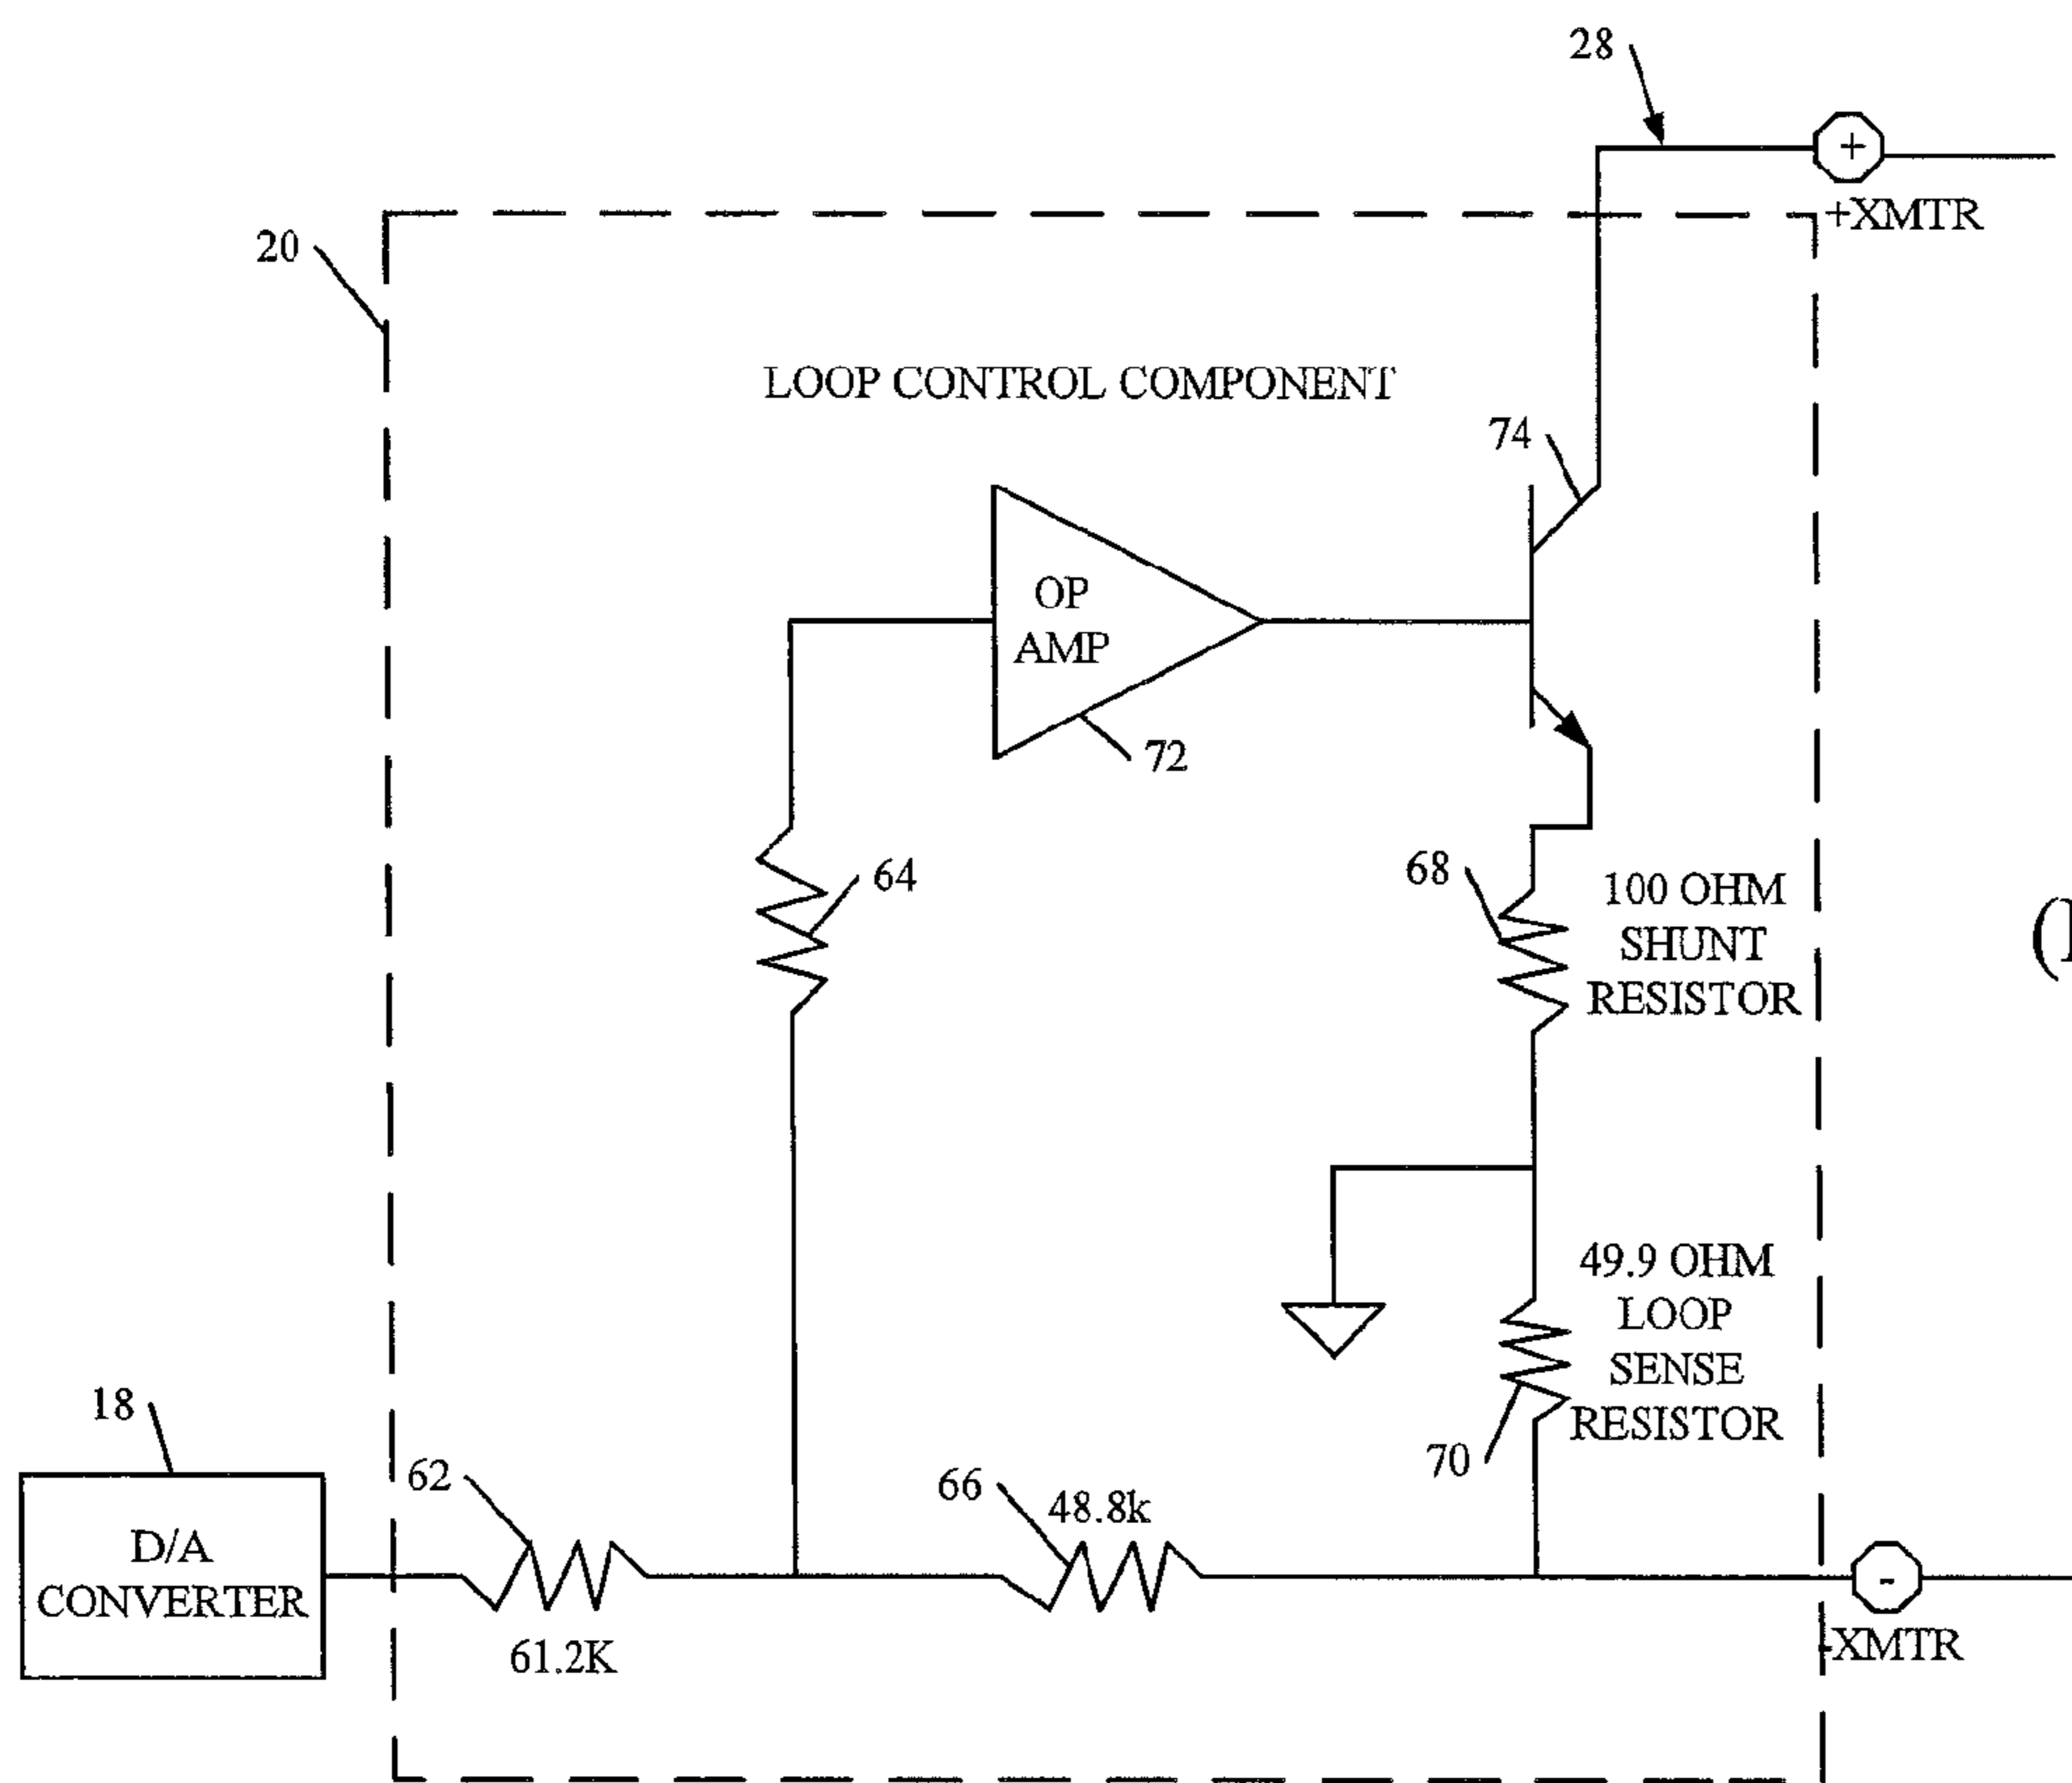 28
+
+XMTR
20
LOOP CONTROL COMPONENT
74
OP
AMP
72
64
68
100 OHM
SHUNT
RESISTOR
49.9 OHM
LOOP
SENSE
RESISTOR
70
18
D/A
CONVERTER
62
61.2K
66
48.8k
-
-XMTR